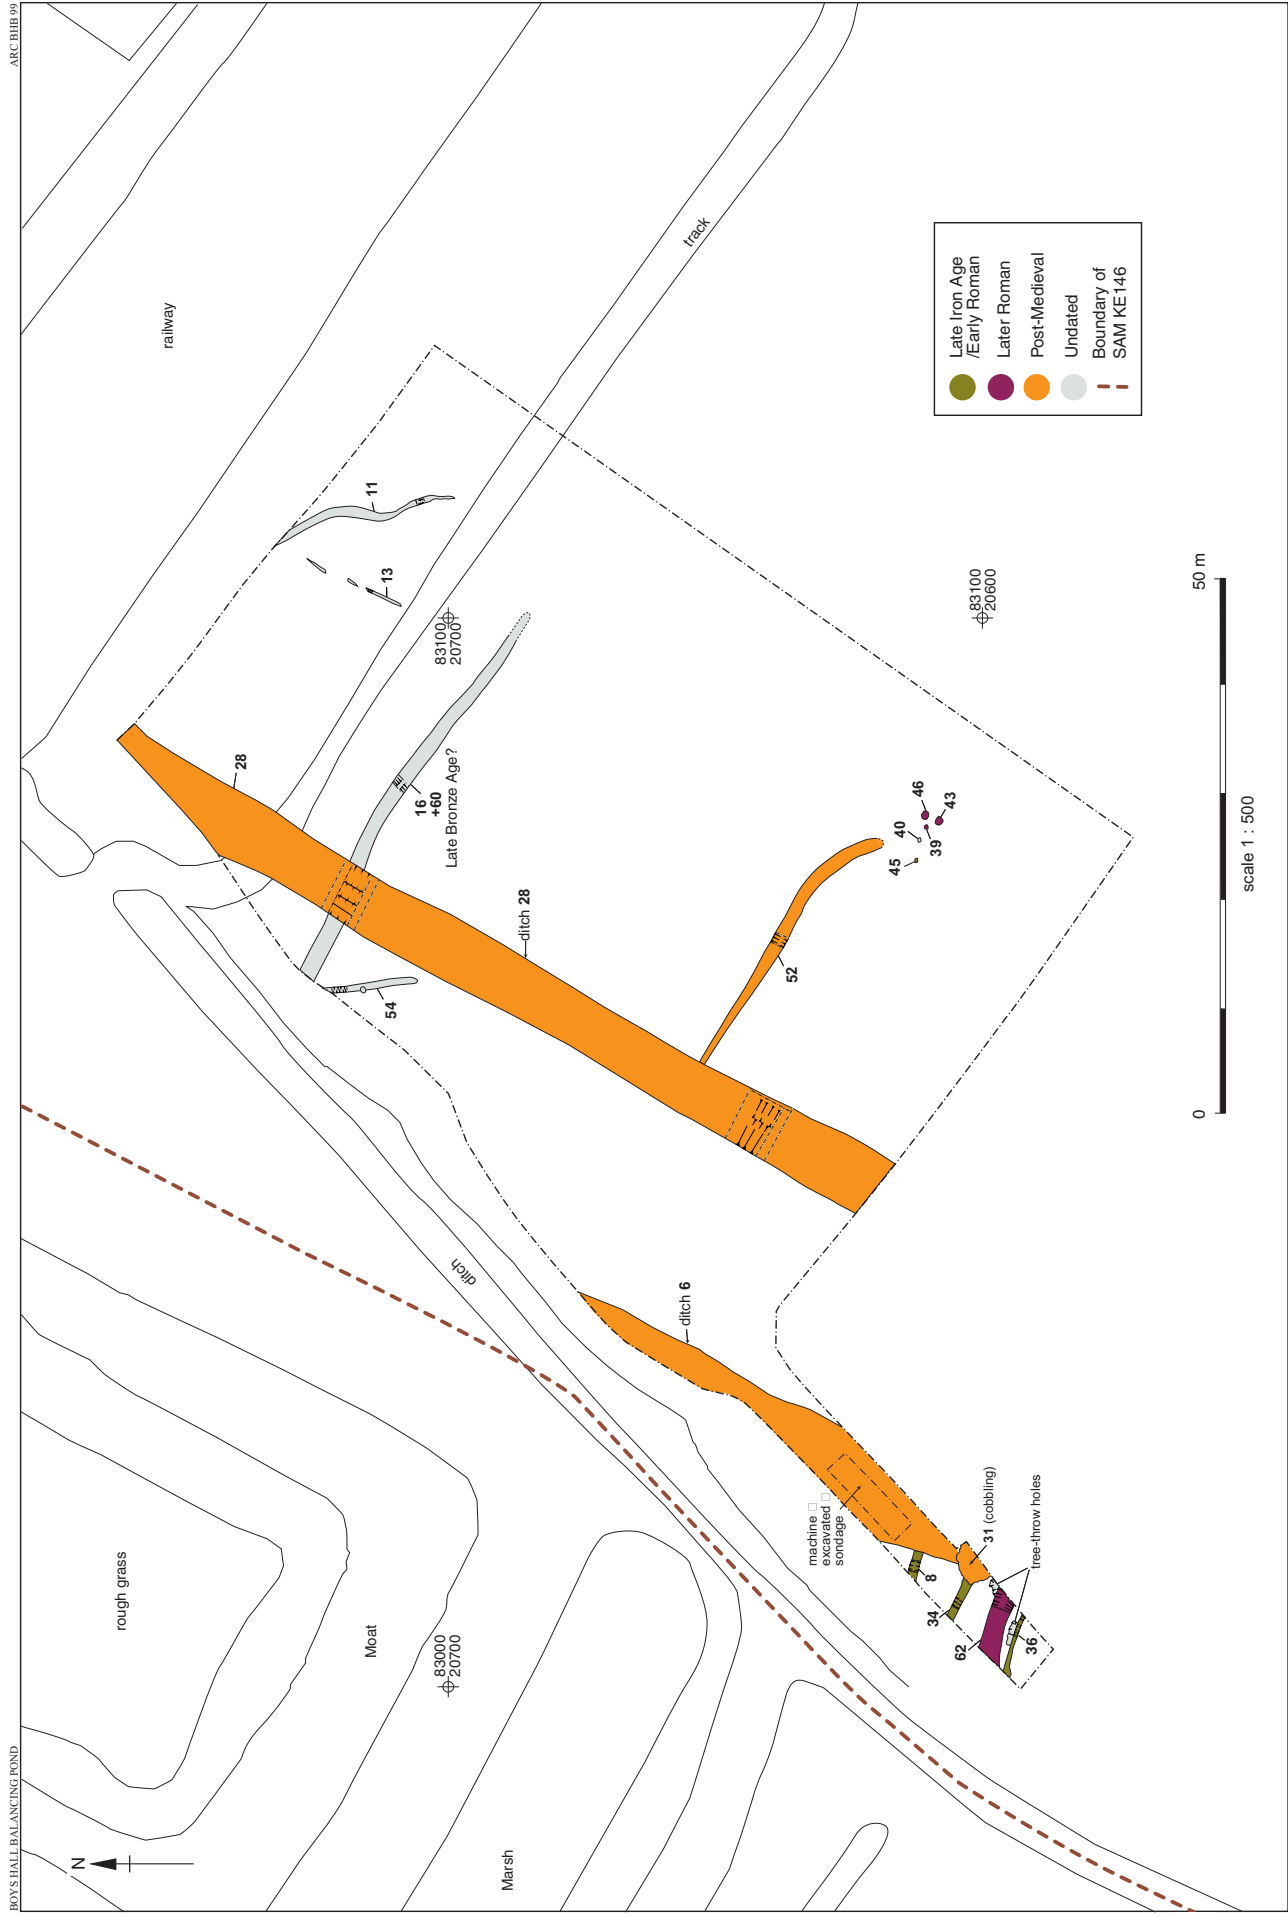 BOYS HALL BALANCING POND
ARC BHB 99
N
rough grass
Moat
Marsh
83000
20700
railway
track
ditch
28
11
13
83100
20700
16
+60
Late Bronze Age?
54
ditch 28
52
45
40
39
46
43
83100
20600
ditch 6
machine
excavated
sondage
31 (cobbling)
tree-throw holes
8
34
62
36
Late Iron Age
/Early Roman
Later Roman
Post-Medieval
Undated
Boundary of
SAM KE146
0
50 m
scale 1 : 500